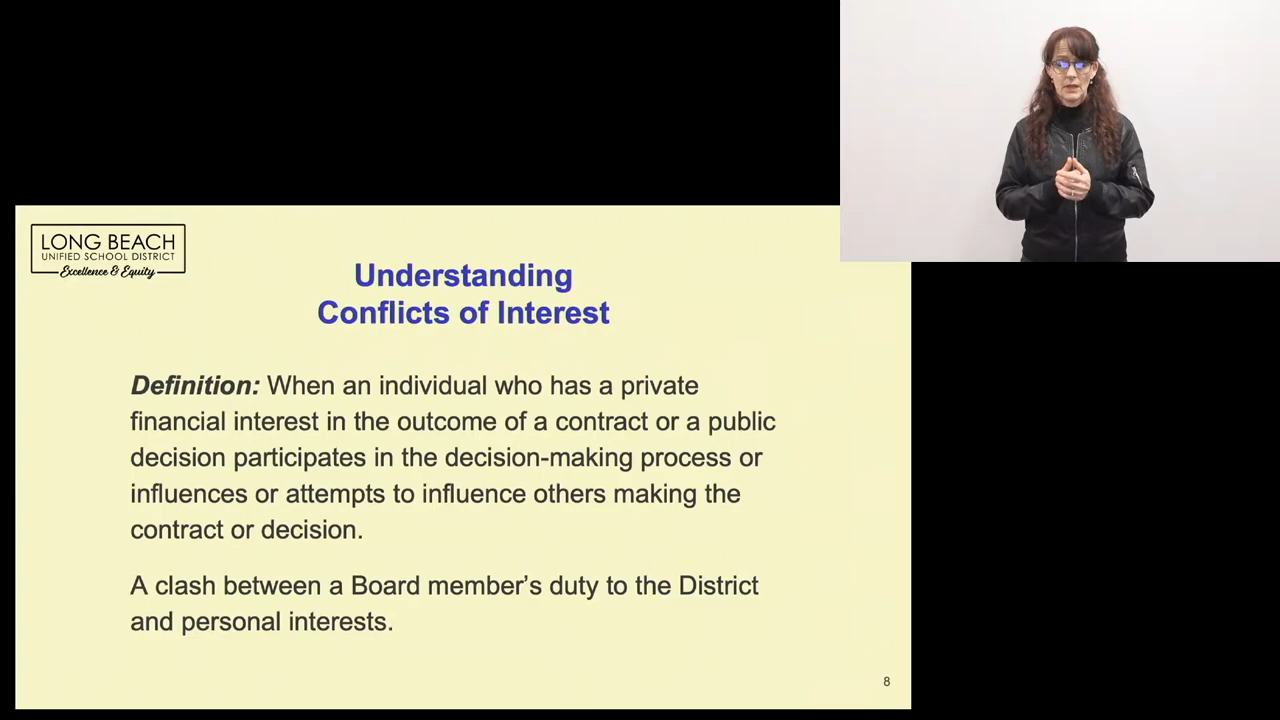 LONG BEACH
UNIFIED SCHOOL DISTRICT
Excellence & Equity
Understanding
Conflicts of Interest
Definition: When an individual who has a private
financial interest in the outcome of a contract or a public
decision participates in the decision-making process or
influences or attempts to influence others making the
contract or decision.
A clash between a Board member’s duty to the District
and personal interests.
8